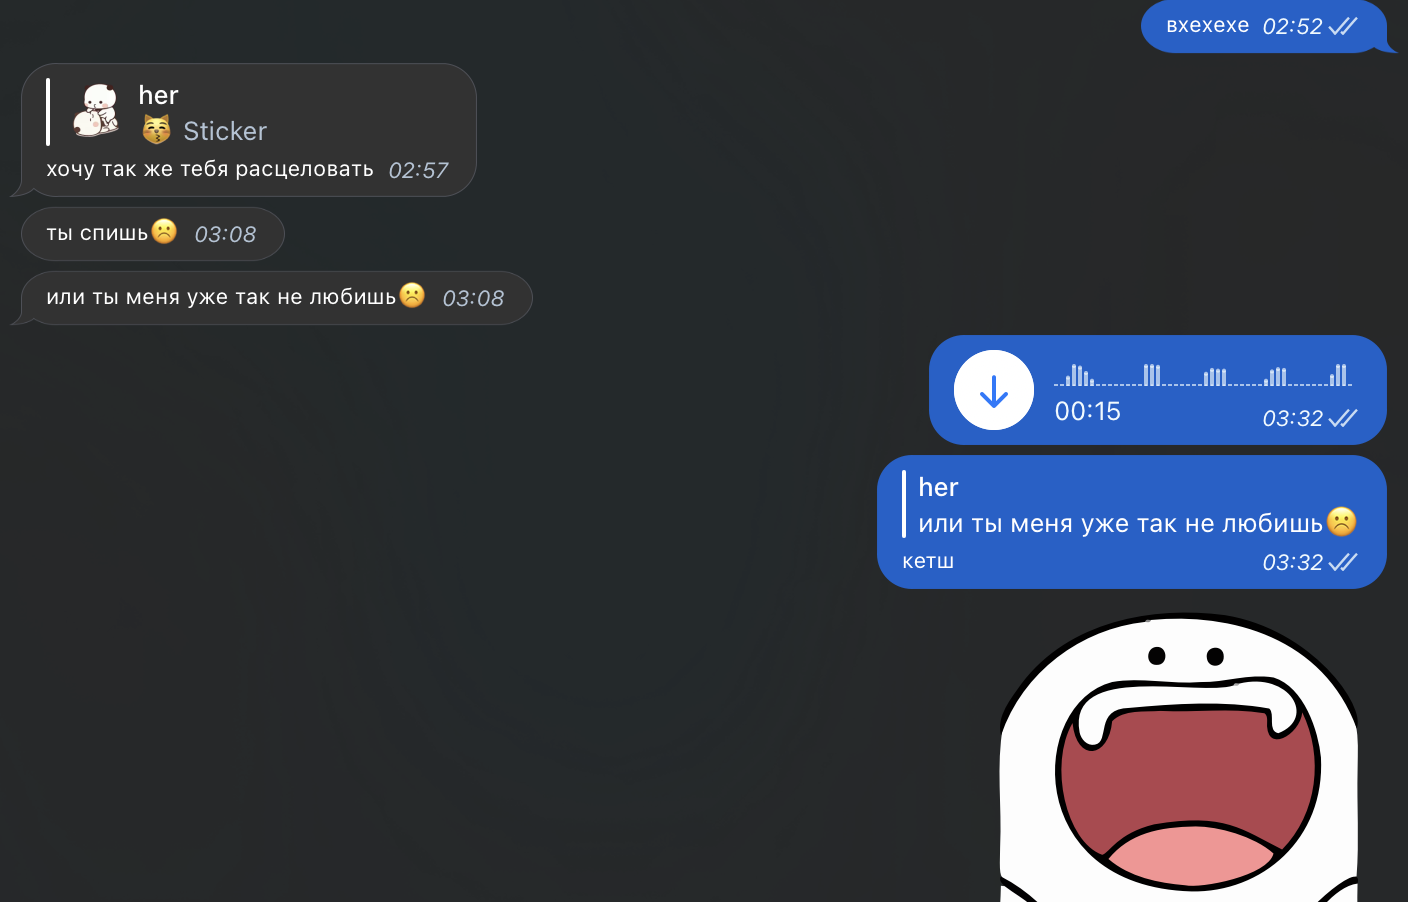 вхехехе 02:52
her
😽 Sticker
хочу так же тебя расцеловать 02:57
ты спишь☹️ 03:08
или ты меня уже так не любишь☹️ 03:08
00:15 03:32
her
или ты меня уже так не любишь☹️
кетш 03:32